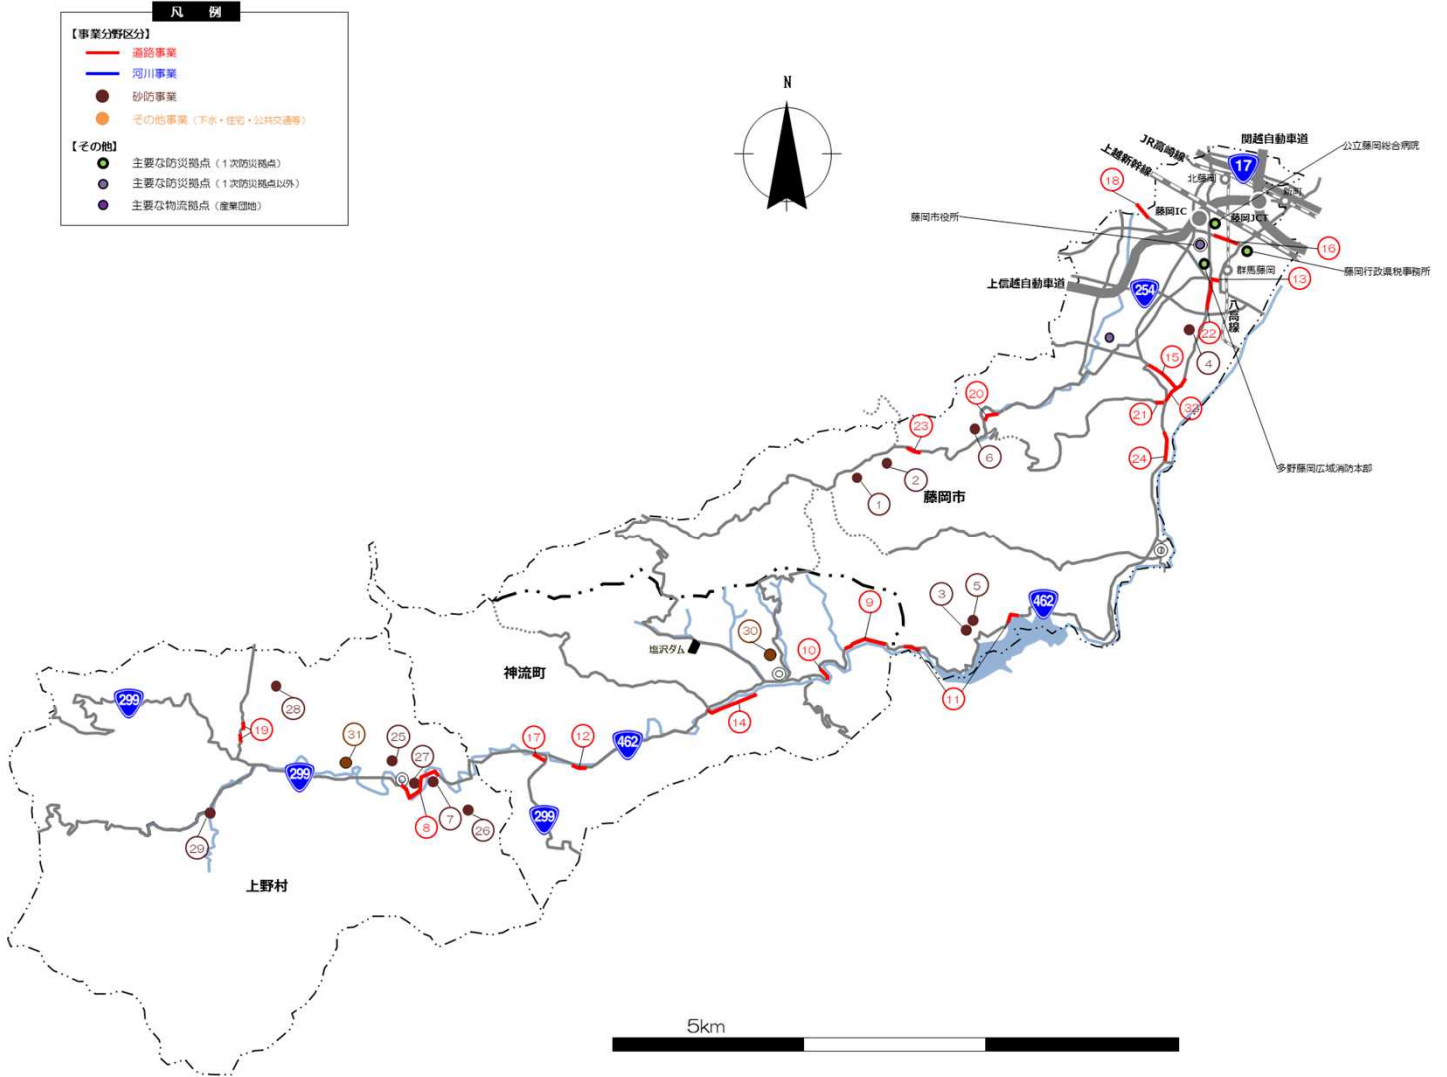 凡 例
【事業分野区分】
道路事業
河川事業
砂防事業
その他事業（下水・住宅・公共交通等）
【その他】
主要な防災拠点（１次防災拠点）
主要な防災拠点（１次防災拠点以外）
主要な物流拠点（産業団地）
N
関越自動車道
JR高崎線
上越新幹線
公立藤岡総合病院
17
北藤岡
新町
18
藤岡IC
藤岡JCT
藤岡市役所
16
群馬藤岡
藤岡行政県税事務所
13
上信越自動車道
254
八高線
22
15
4
20
21
32
23
6
24
多野藤岡広域消防本部
2
1
藤岡市
5
3
462
9
30
10
塩沢ダム
神流町
11
14
299
28
19
31
25
27
17
12
462
299
7
8
26
299
29
上野村
5km